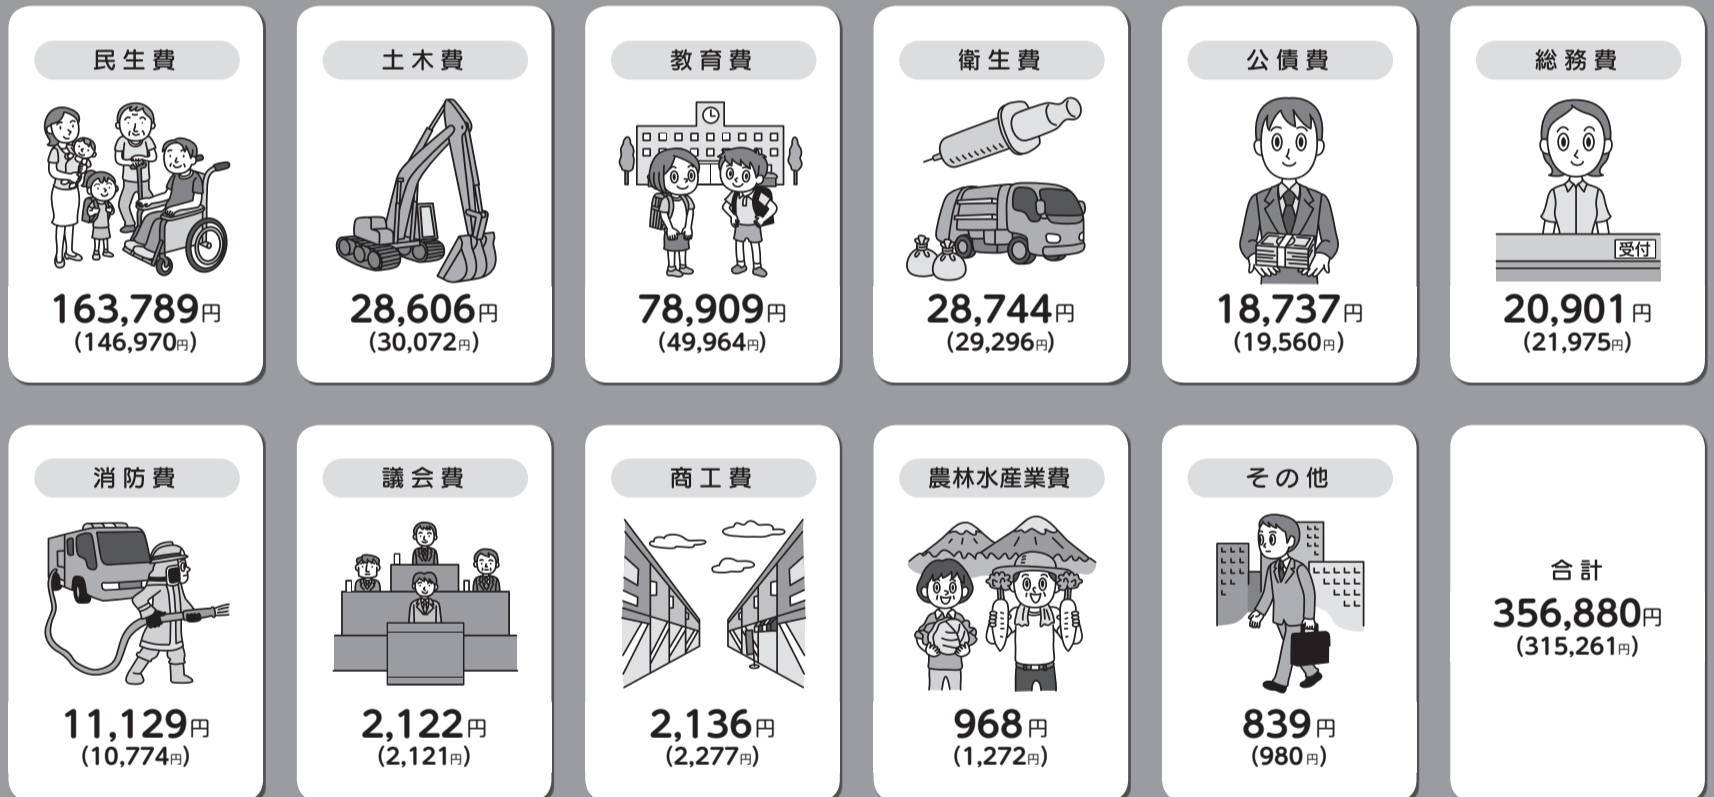 民生費
163,789円
(146,970円)
土木費
28,606円
(30,072円)
教育費
78,909円
(49,964円)
衛生費
28,744円
(29,296円)
公債費
18,737円
(19,560円)
総務費
受付
20,901円
(21,975円)
消防費
11,129円
(10,774円)
議会費
2,122円
(2,121円)
商工費
2,136円
(2,277円)
農林水産業費
968円
(1,272円)
その他
839円
(980円)
合計
356,880円
(315,261円)